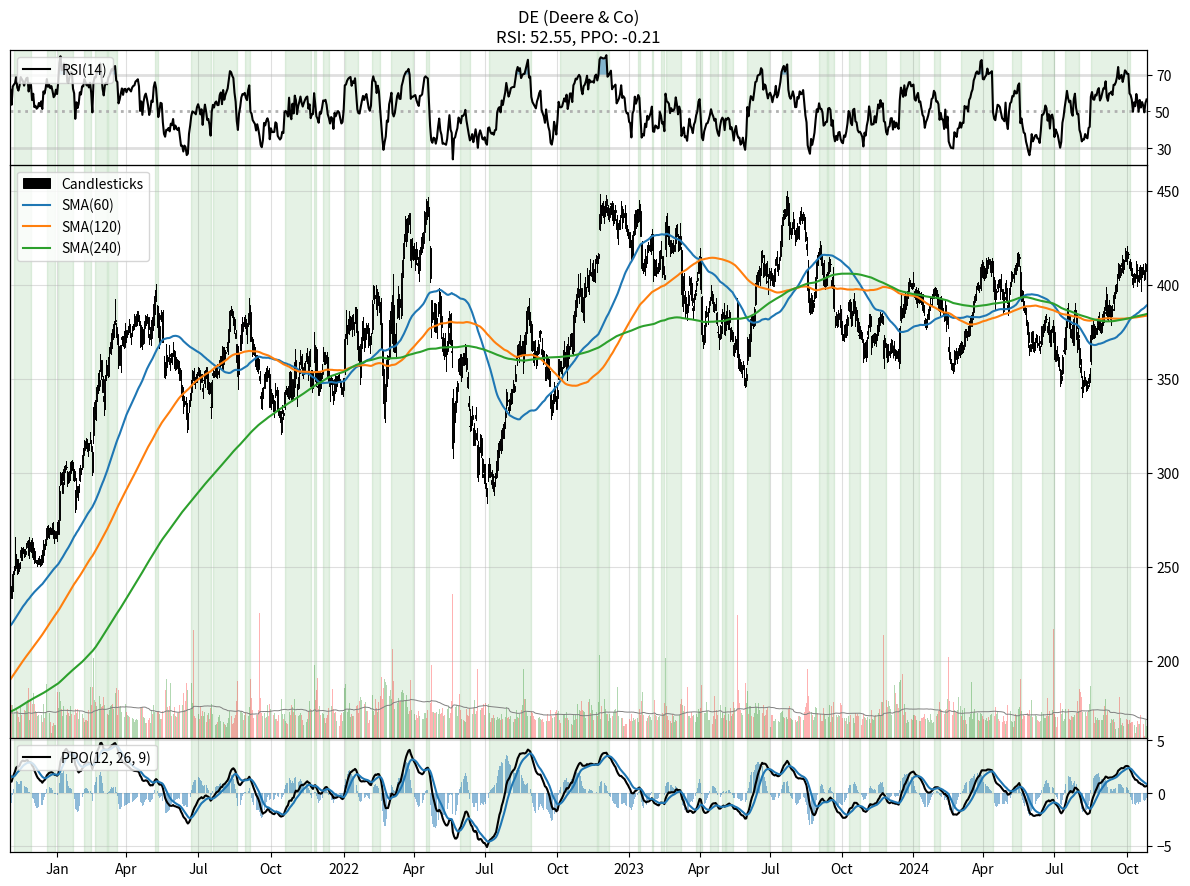 DE (Deere & Co)
RSI: 52.55, PPO: -0.21
RSI(14)
70
50
30
Candlesticks
SMA(60)
SMA(120)
SMA(240)
450
400
350
300
250
200
PPO(12, 26, 9)
5
0
−5
Jan Apr Jul Oct 2022 Apr Jul Oct 2023 Apr Jul Oct 2024 Apr Jul Oct